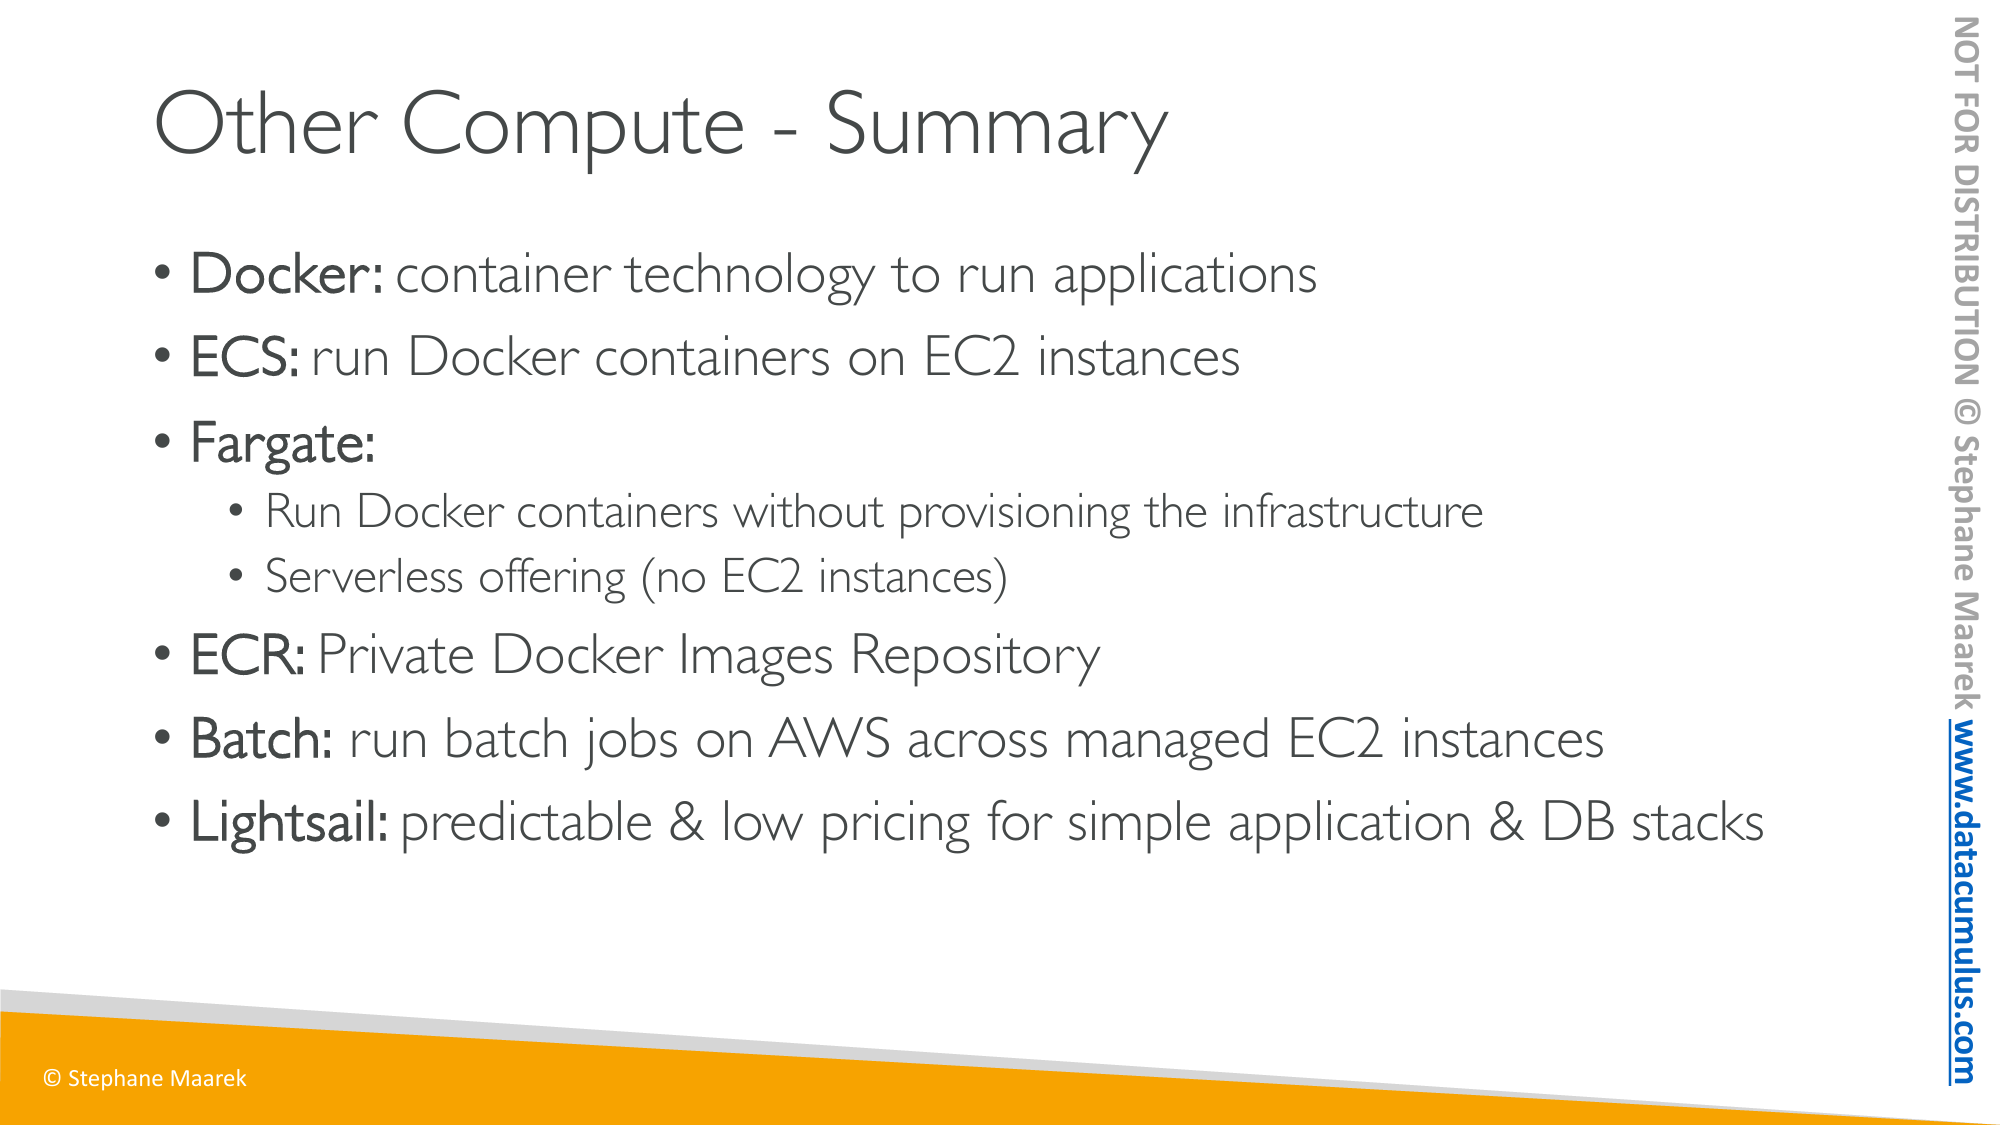 Other Compute - Summary
• Docker: container technology to run applications
• ECS: run Docker containers on EC2 instances
• Fargate:
• Run Docker containers without provisioning the infrastructure
• Serverless offering (no EC2 instances)
• ECR: Private Docker Images Repository
• Batch: run batch jobs on AWS across managed EC2 instances
• Lightsail: predictable & low pricing for simple application & DB stacks
© Stephane Maarek
NOT FOR DISTRIBUTION © Stephane Maarek www.datacumulus.com